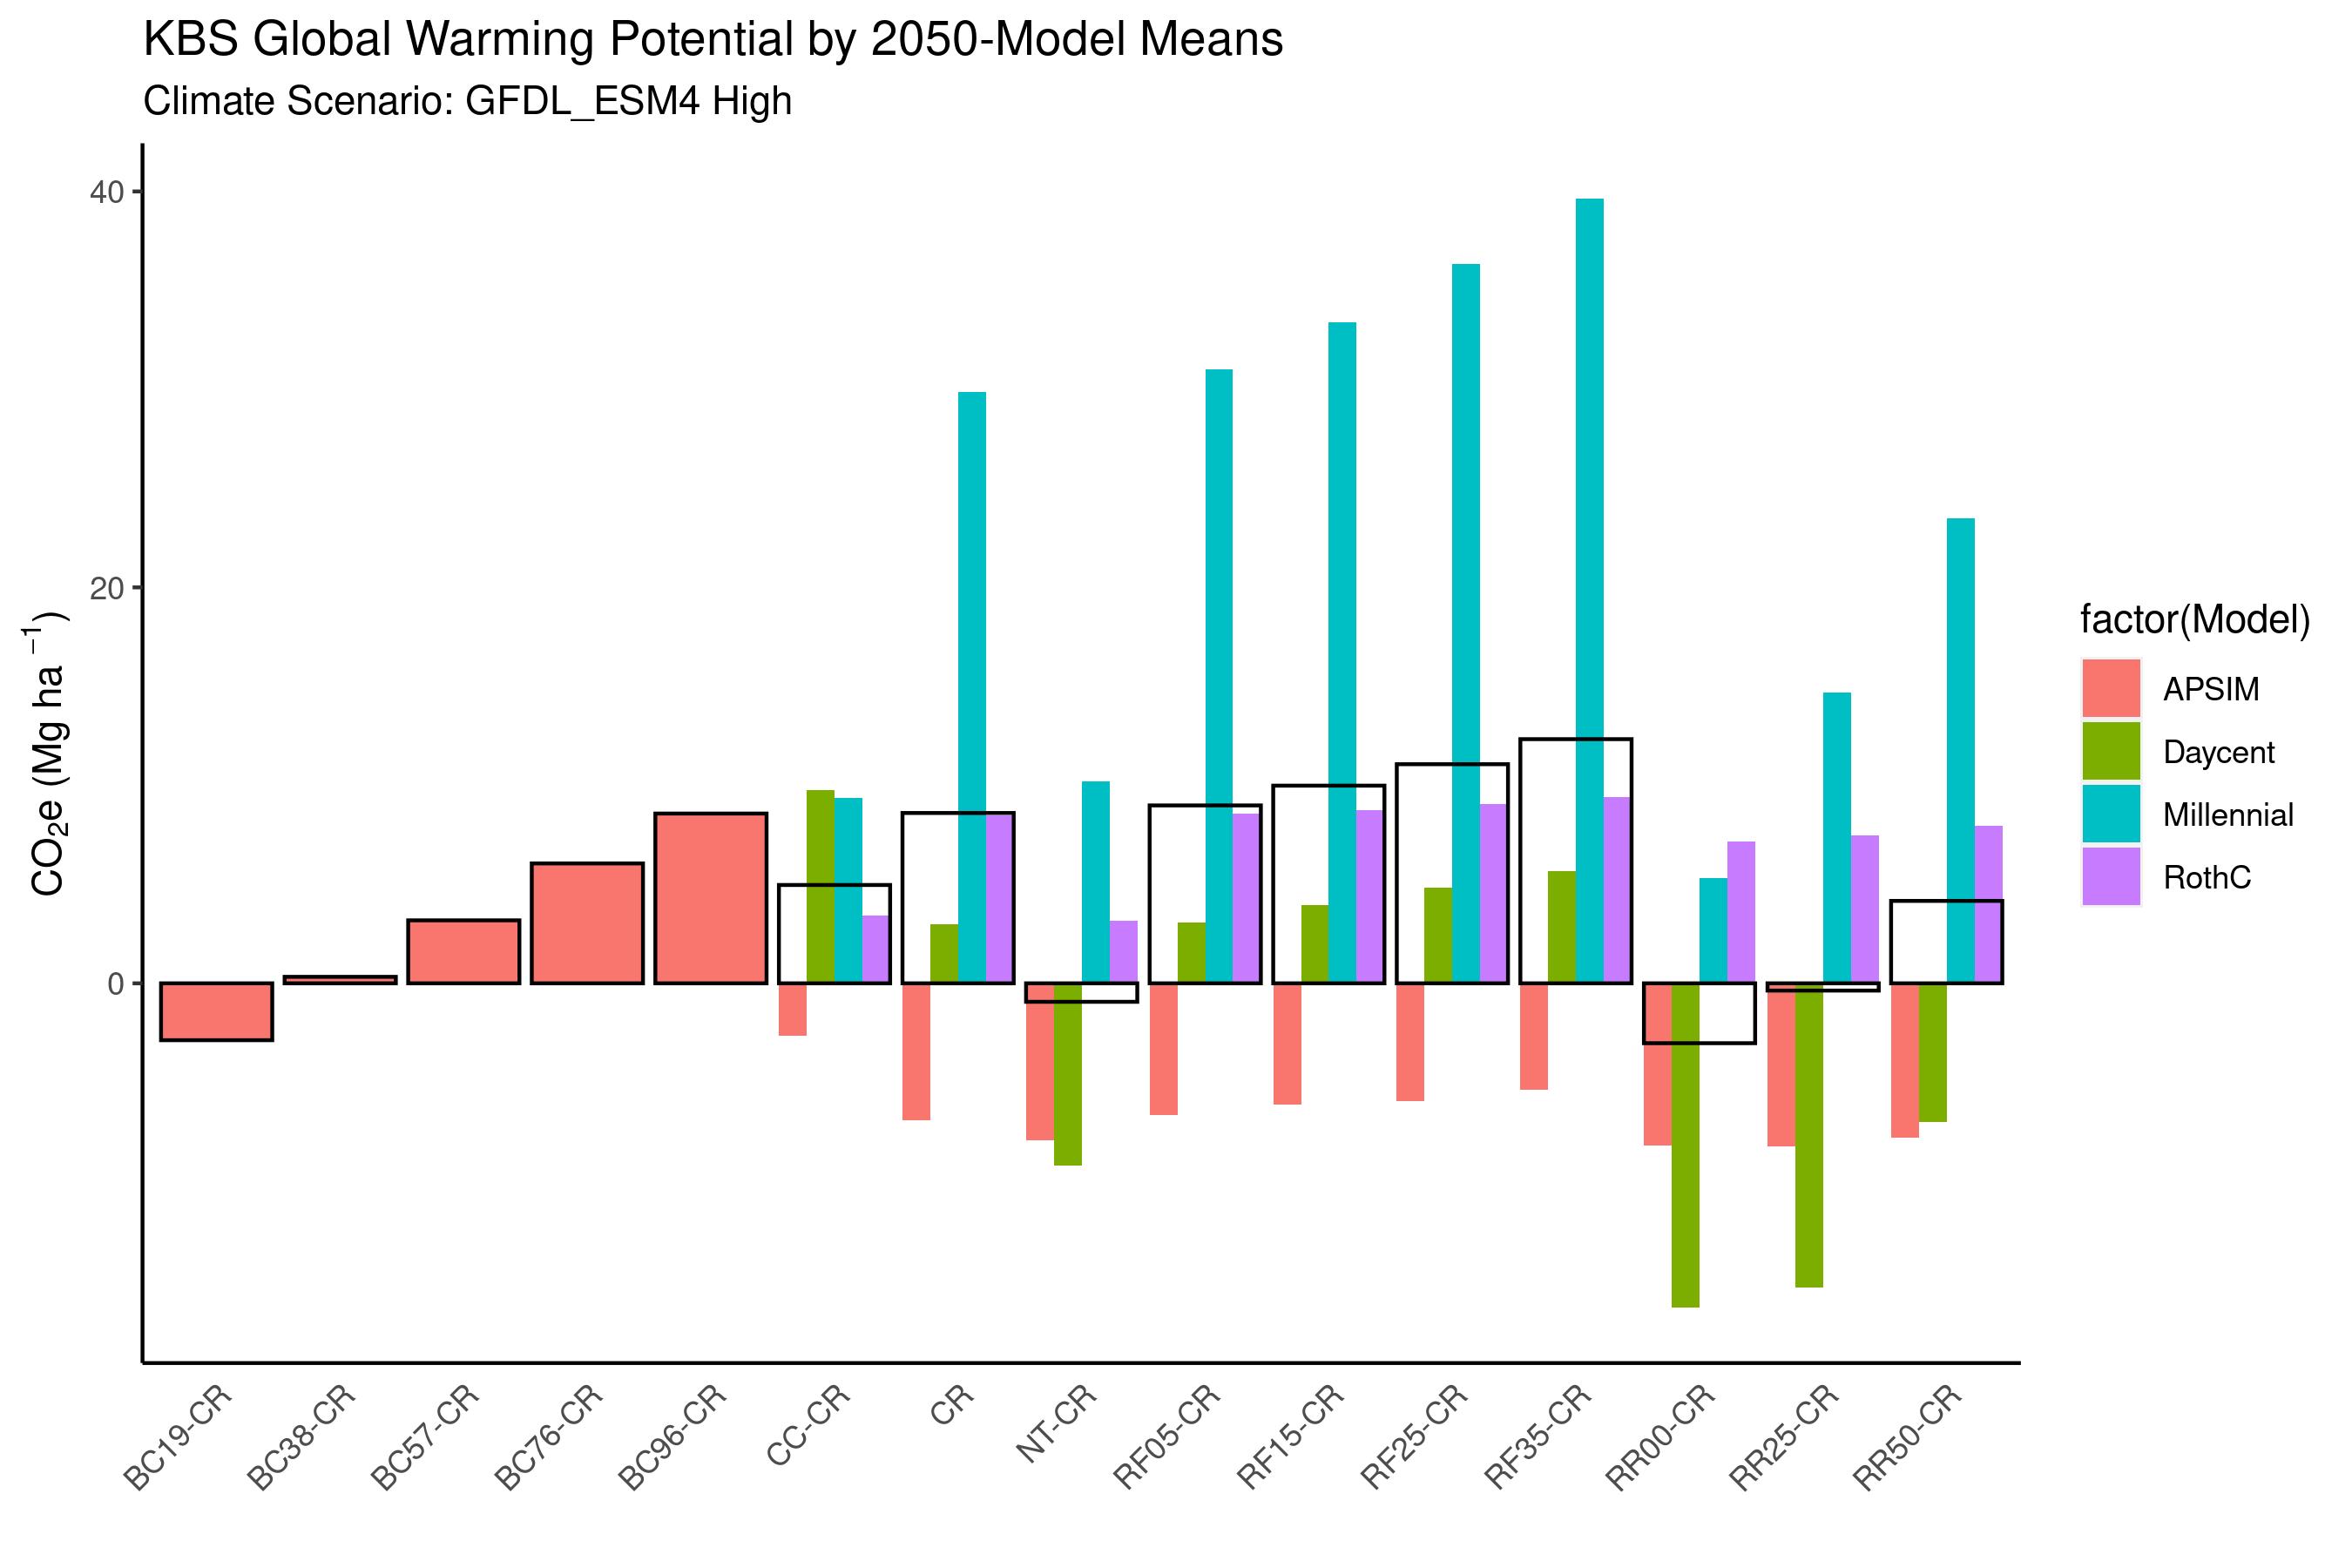 KBS Global Warming Potential by 2050-Model Means
Climate Scenario: GFDL_ESM4 High
CO₂e (Mg ha⁻¹)
40
20
0
BC19-CR
BC38-CR
BC57-CR
BC76-CR
BC96-CR
CC-CR
CR
NT-CR
RF05-CR
RF15-CR
RF25-CR
RF35-CR
RR00-CR
RR25-CR
RR50-CR
factor(Model)
APSIM
Daycent
Millennial
RothC